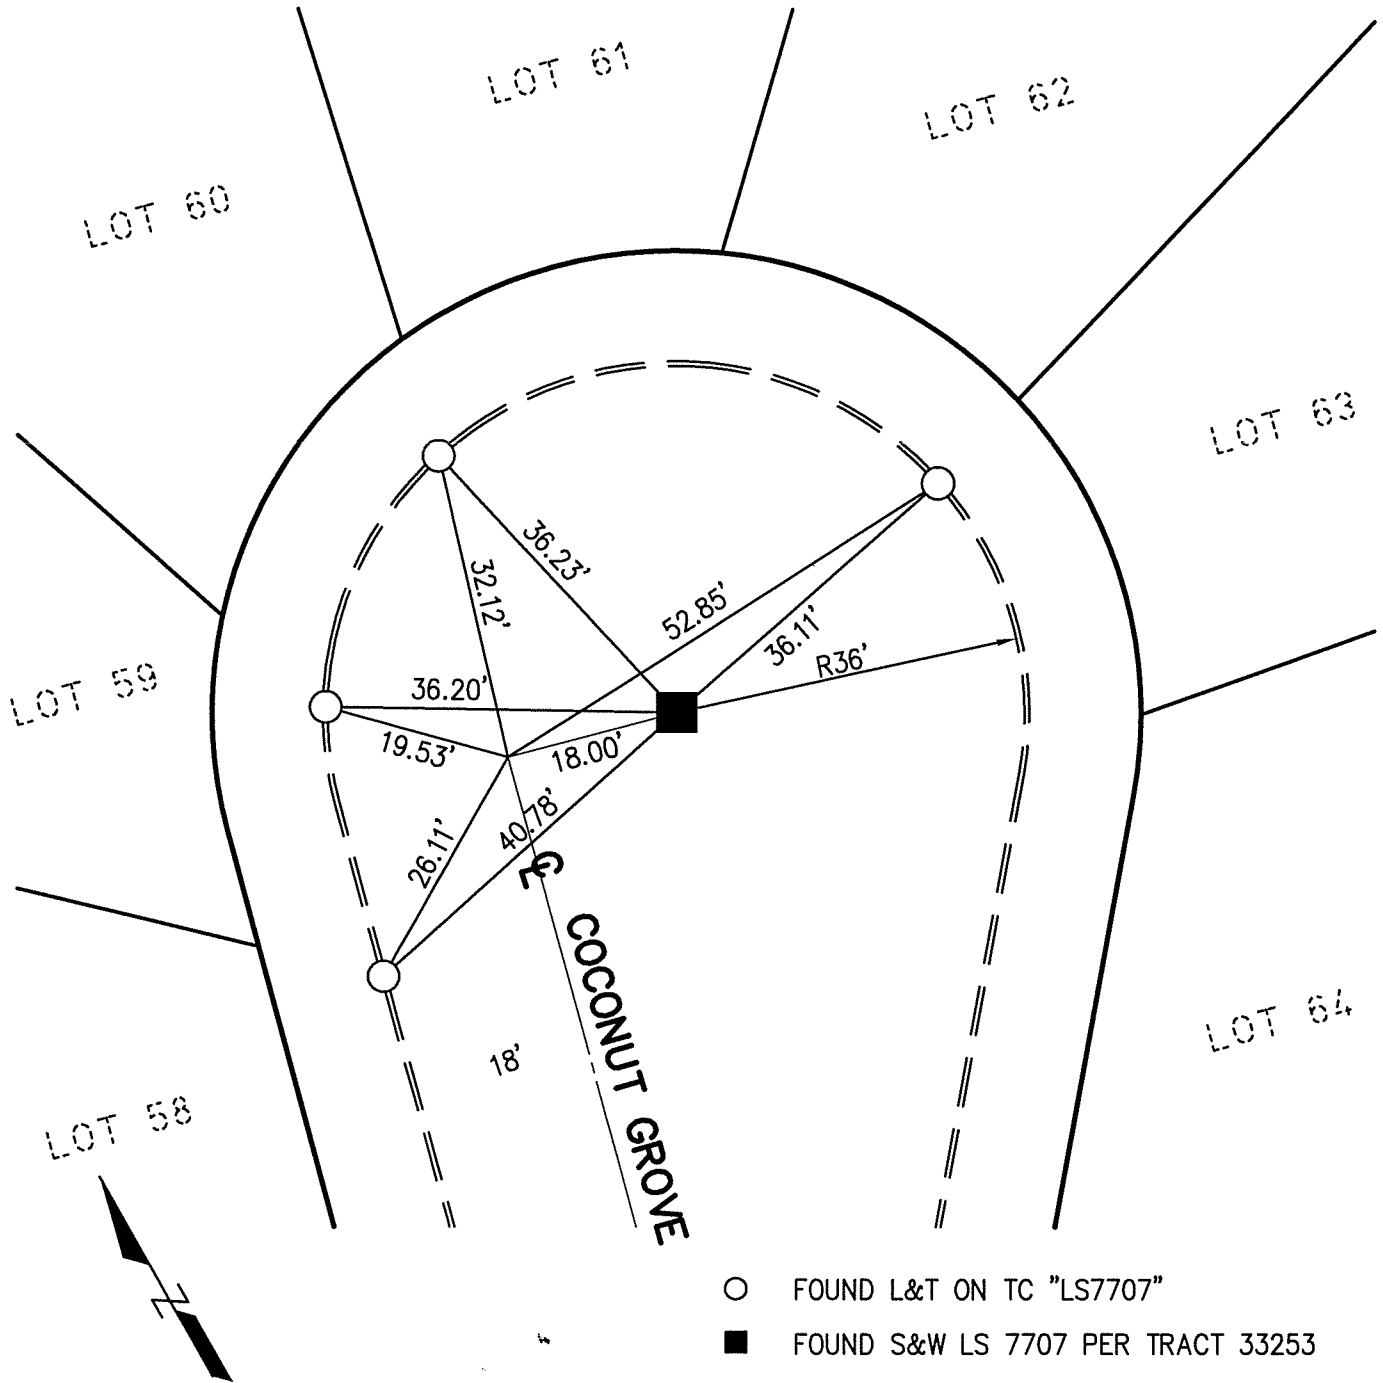 LOT 61
LOT 62
LOT 60
LOT 63
36.23'
32.12'
52.85'
36.11'
R36'
LOT 59
36.20'
19.53'
18.00'
40.78'
26.11'
℄ COCONUT GROVE
18'
LOT 64
LOT 58
N
FOUND L&T ON TC "LS7707"
FOUND S&W LS 7707 PER TRACT 33253